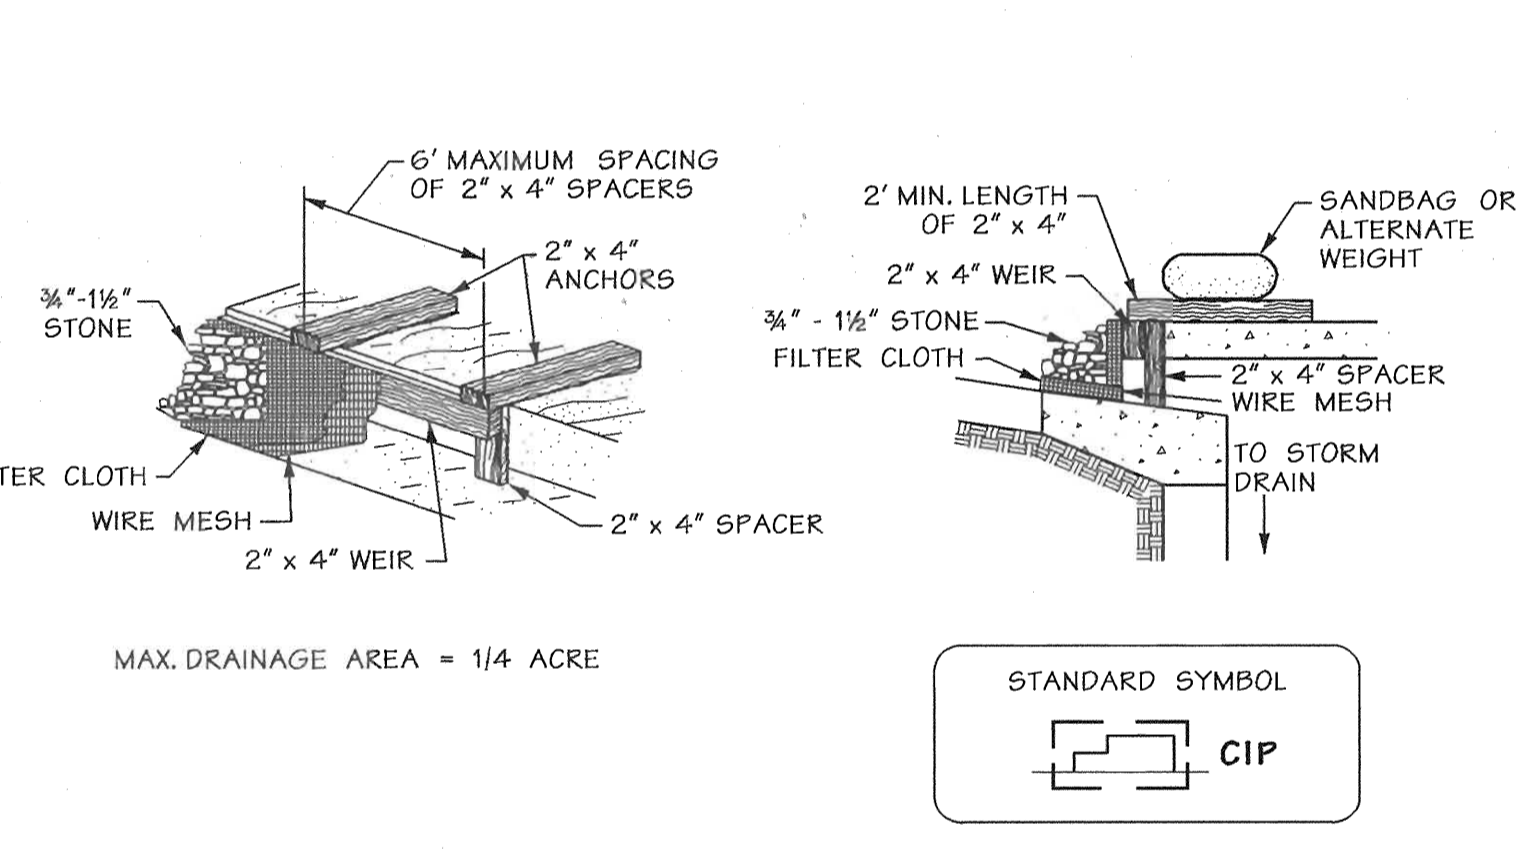 6' MAXIMUM SPACING
OF 2" x 4" SPACERS
2" x 4"
ANCHORS
¾"-1½"
STONE
TER CLOTH
WIRE MESH
2" x 4" WEIR
2" x 4" SPACER
MAX. DRAINAGE AREA = 1/4 ACRE
2' MIN. LENGTH
OF 2" x 4"
SANDBAG OR
ALTERNATE
WEIGHT
2" x 4" WEIR
¾" - 1½" STONE
FILTER CLOTH
2" x 4" SPACER
WIRE MESH
TO STORM
DRAIN
STANDARD SYMBOL
CIP